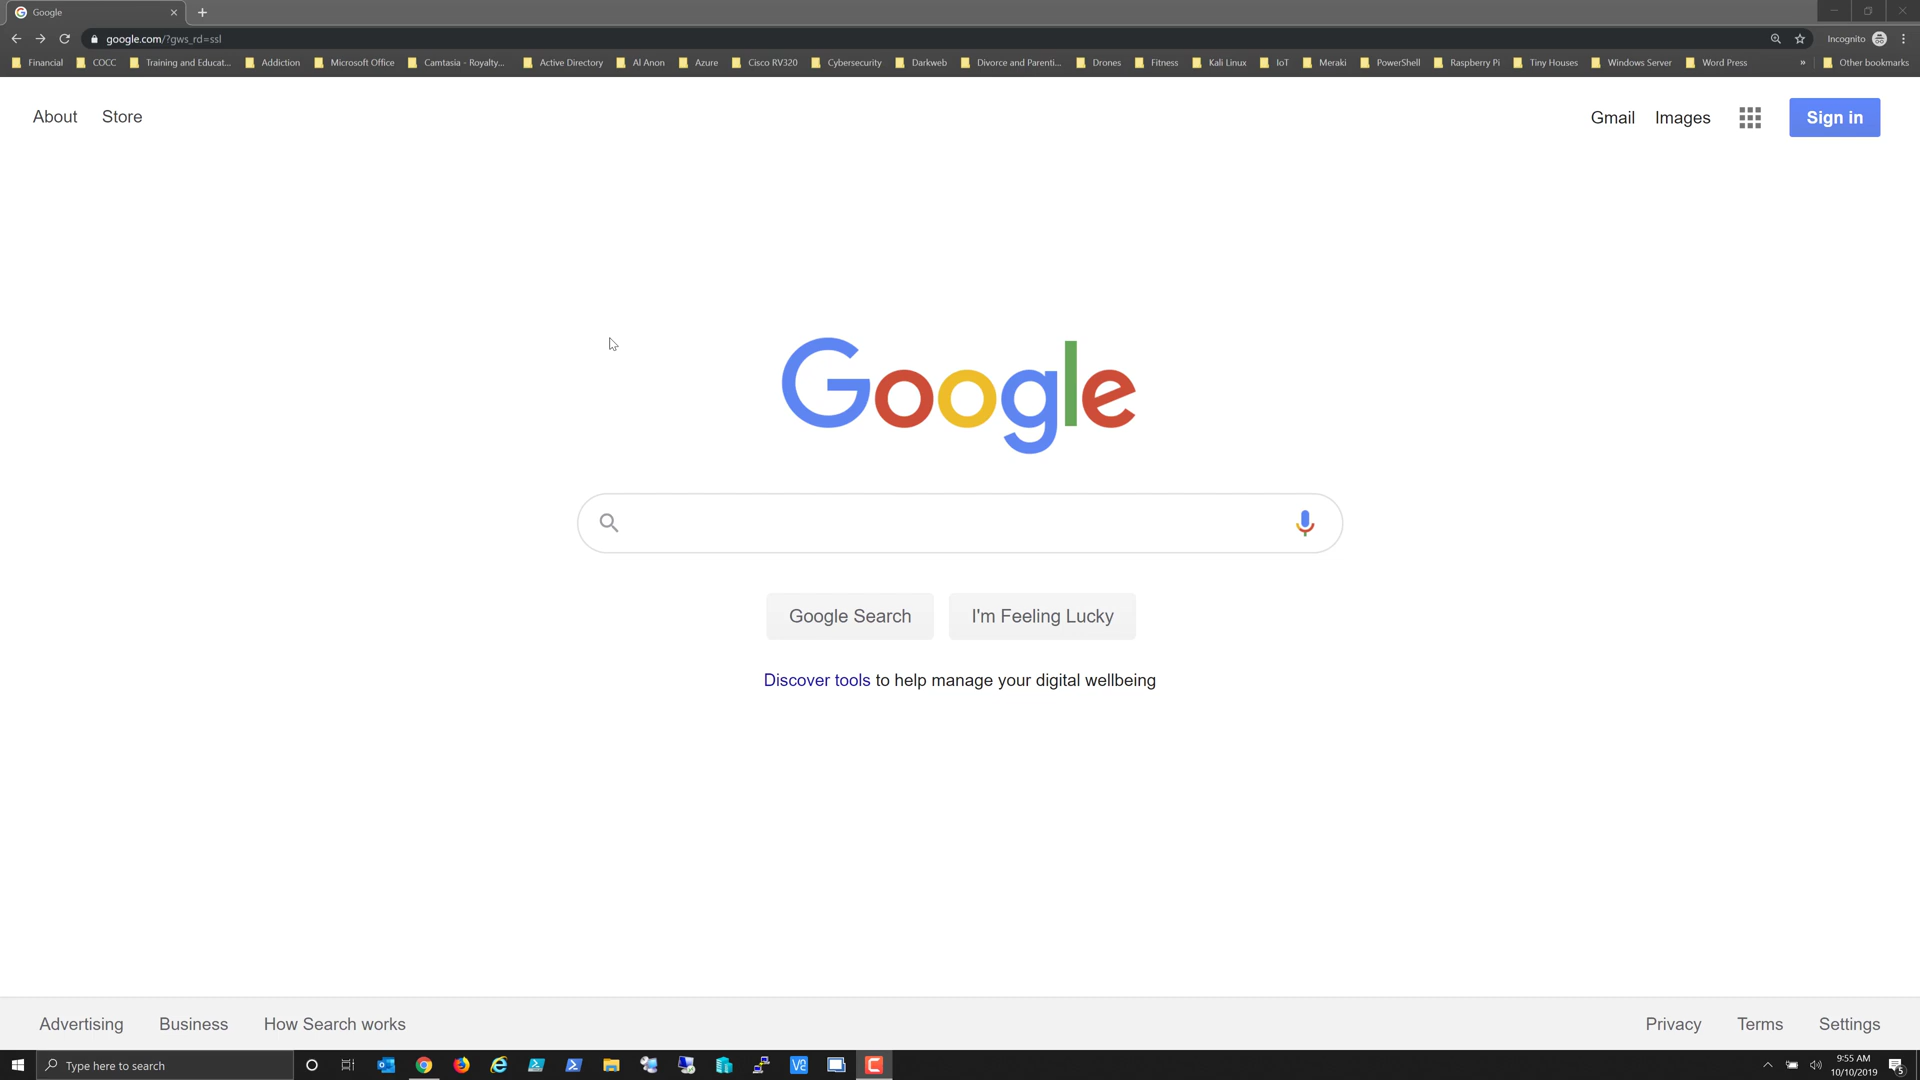 Google
google.com/?gws_rd=ssl
Incognito
Financial COCC Training and Educat... Addiction Microsoft Office Camtasia - Royalty... Active Directory Al Anon Azure Cisco RV320 Cybersecurity Darkweb Divorce and Parenti... Drones Fitness Kali Linux IoT Meraki PowerShell Raspberry Pi Tiny Houses Windows Server Word Press » Other bookmarks
About Store Gmail Images Sign in
Google
Google Search I'm Feeling Lucky
Discover tools to help manage your digital wellbeing
Advertising Business How Search works Privacy Terms Settings
Type here to search
9:55 AM
10/10/2019
5